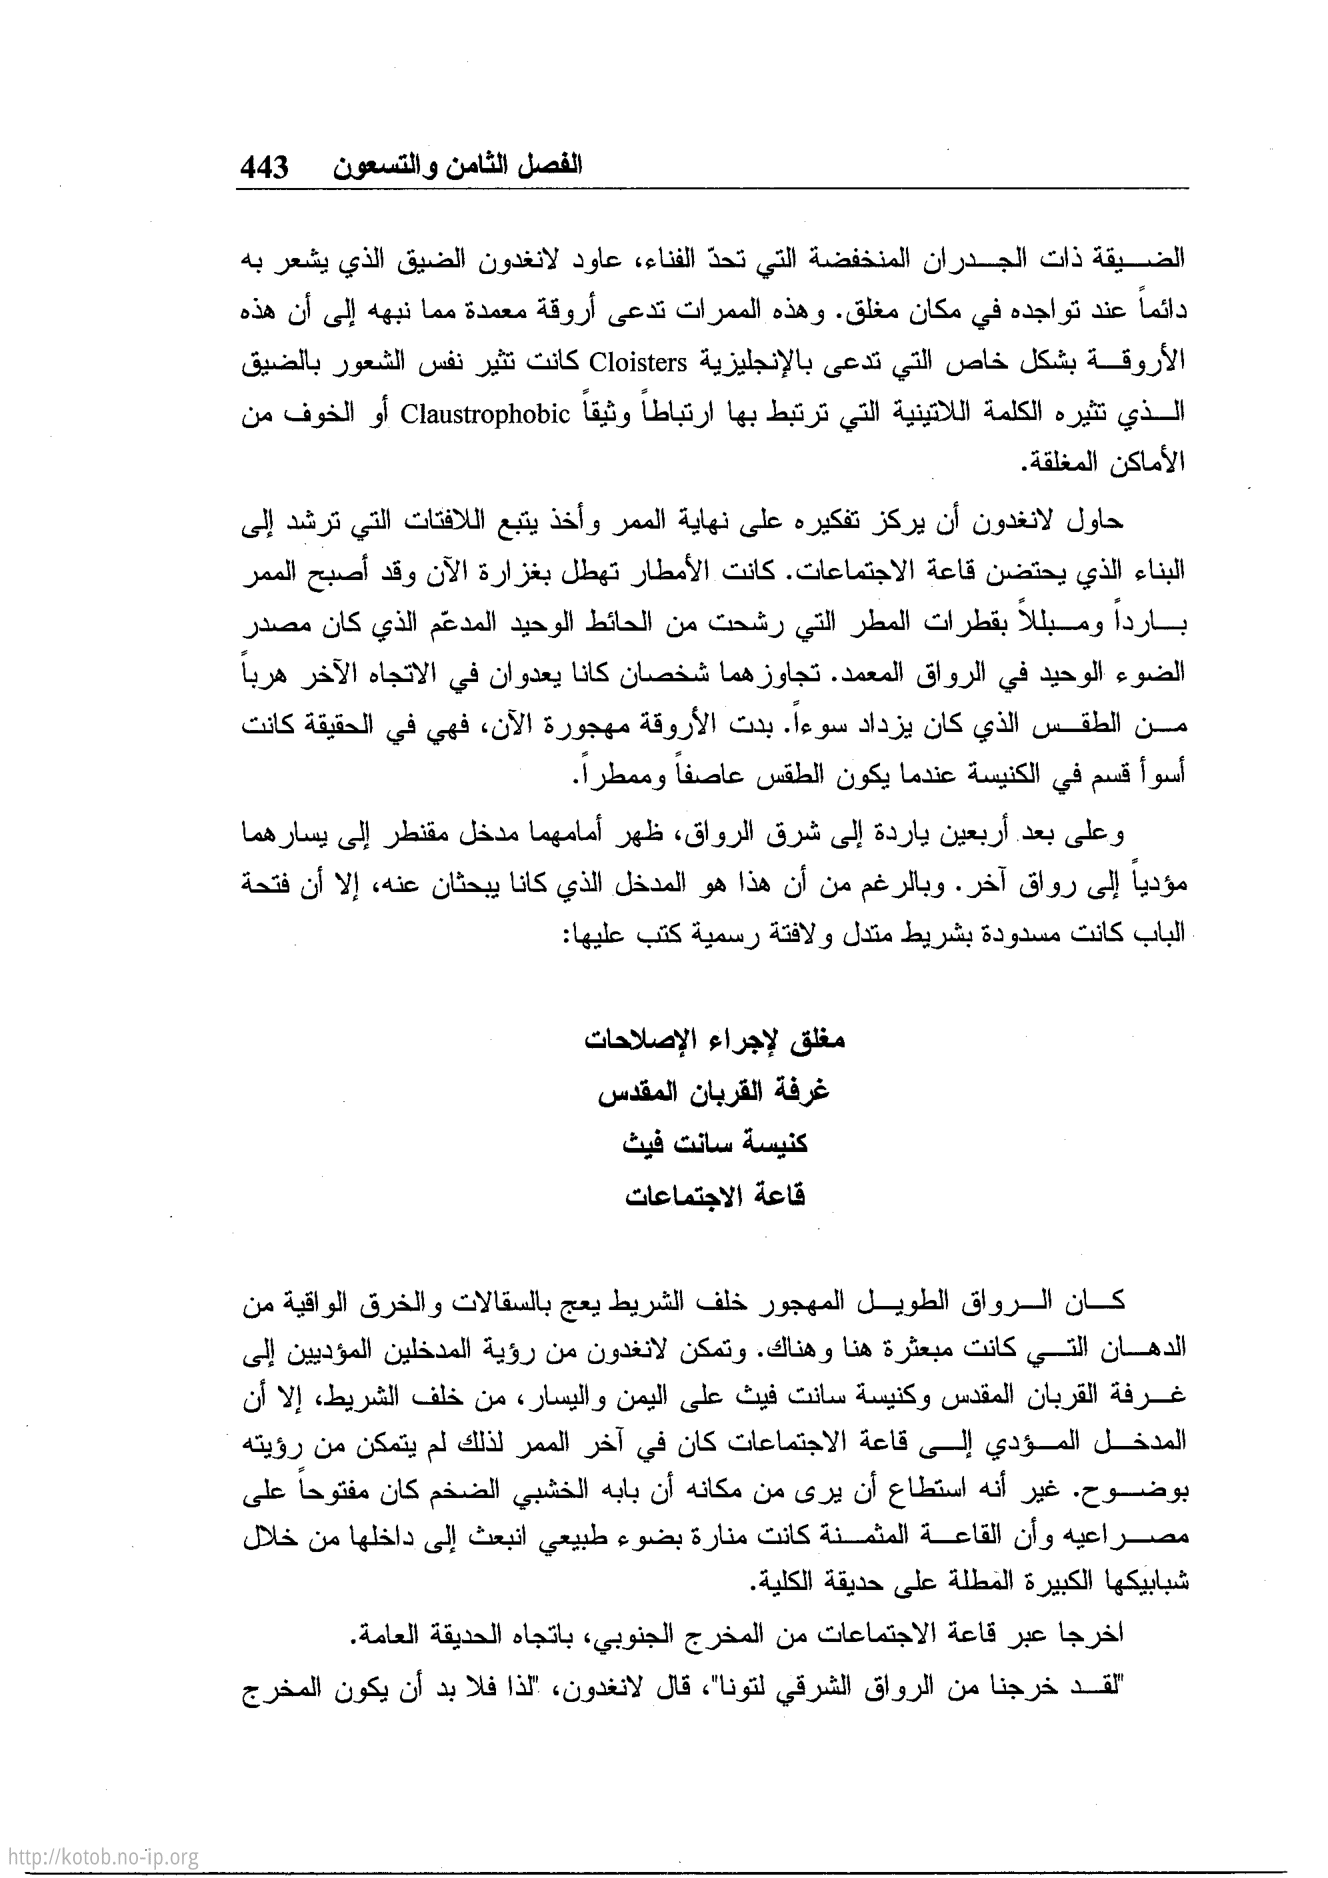 الفصل الثامن والتسعون 443
الضيقة ذات الجدران المنخفضة التي تحدّ الفناء، عاود لانغدون الضيق الذي يشعر به
دائماً عند تواجده في مكان مغلق. وهذه الممرات تدعى أروقة معمدة مما نبهه إلى أن هذه
الأروقة بشكل خاص التي تدعى بالإنجليزية Cloisters كانت تثير نفس الشعور بالضيق
الذي تثيره الكلمة اللاتينية التي ترتبط بها ارتباطاً وثيقاً Claustrophobic أو الخوف من
الأماكن المغلقة.
حاول لانغدون أن يركز تفكيره على نهاية الممر وأخذ يتبع اللافتات التي ترشد إلى
البناء الذي يحتضن قاعة الاجتماعات. كانت الأمطار تهطل بغزارة الآن وقد أصبح الممر
بارداً ومبللاً بقطرات المطر التي رشحت من الحائط الوحيد المدعّم الذي كان مصدر
الضوء الوحيد في الرواق المعمد. تجاوزهما شخصان كانا يعدوان في الاتجاه الآخر هرباً
من الطقس الذي كان يزداد سوءاً. بدت الأروقة مهجورة الآن، فهي في الحقيقة كانت
أسوأ قسم في الكنيسة عندما يكون الطقس عاصفاً وممطراً.
وعلى بعد أربعين ياردة إلى شرق الرواق، ظهر أمامهما مدخل مقنطر إلى يسارهما
مؤدياً إلى رواق آخر. وبالرغم من أن هذا هو المدخل الذي كانا يبحثان عنه، إلا أن فتحة
الباب كانت مسدودة بشريط متدل ولافتة رسمية كتب عليها:
مغلق لإجراء الإصلاحات
غرفة القربان المقدس
كنيسة سانت فيث
قاعة الاجتماعات
كان الرواق الطويل المهجور خلف الشريط يعج بالسقالات والخرق الواقية من
الدهان التي كانت مبعثرة هنا وهناك. وتمكن لانغدون من رؤية المدخلين المؤديين إلى
غرفة القربان المقدس وكنيسة سانت فيث على اليمن واليسار، من خلف الشريط، إلا أن
المدخل المؤدي إلى قاعة الاجتماعات كان في آخر الممر لذلك لم يتمكن من رؤيته
بوضوح. غير أنه استطاع أن يرى من مكانه أن بابه الخشبي الضخم كان مفتوحاً على
مصراعيه وأن القاعة المثمنة كانت منارة بضوء طبيعي انبعث إلى داخلها من خلال
شبابيكها الكبيرة المطلة على حديقة الكلية.
اخرجا عبر قاعة الاجتماعات من المخرج الجنوبي، باتجاه الحديقة العامة.
"لقد خرجنا من الرواق الشرقي لتونا"، قال لانغدون، "لذا فلا بد أن يكون المخرج
http://kotob.no-ip.org